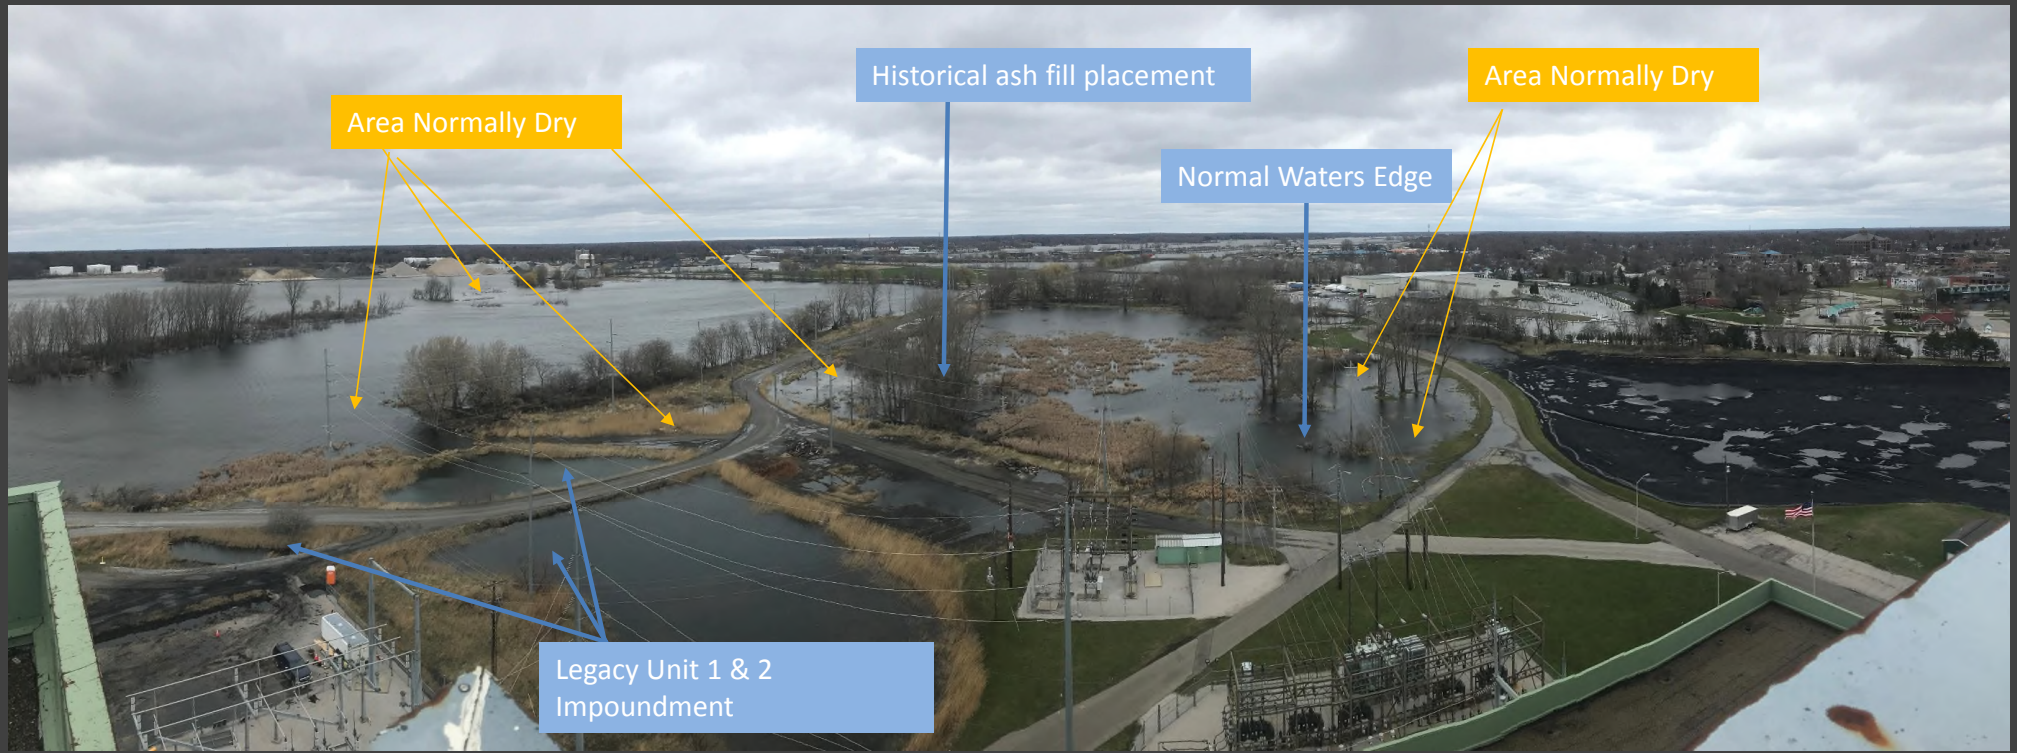 Historical ash fill placement
Area Normally Dry
Area Normally Dry
Normal Waters Edge
Legacy Unit 1 & 2
Impoundment